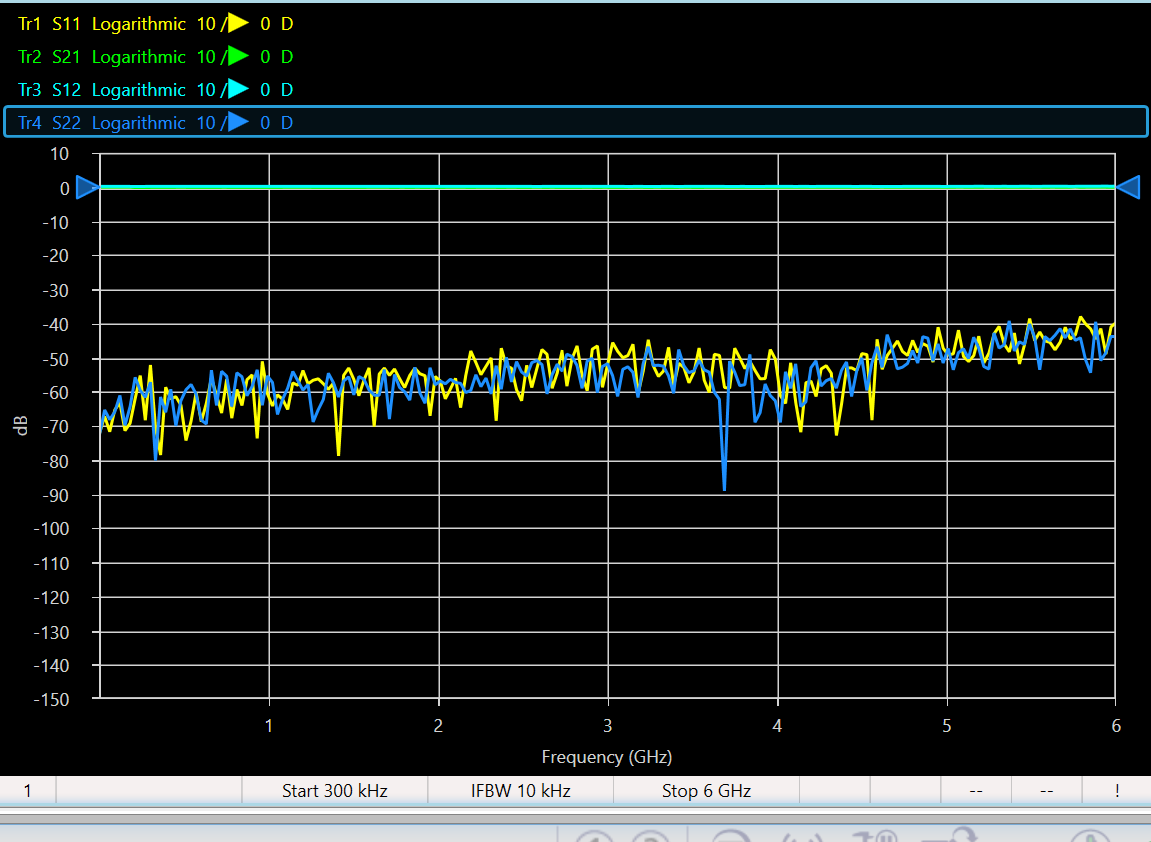 Tr1 S11 Logarithmic 10 / 0 D
Tr2 S21 Logarithmic 10 / 0 D
Tr3 S12 Logarithmic 10 / 0 D
Tr4 S22 Logarithmic 10 / 0 D
10
0
-10
-20
-30
-40
-50
-60
-70
-80
-90
-100
-110
-120
-130
-140
-150
dB
1 2 3 4 5 6
Frequency (GHz)
1 Start 300 kHz IFBW 10 kHz Stop 6 GHz -- -- !